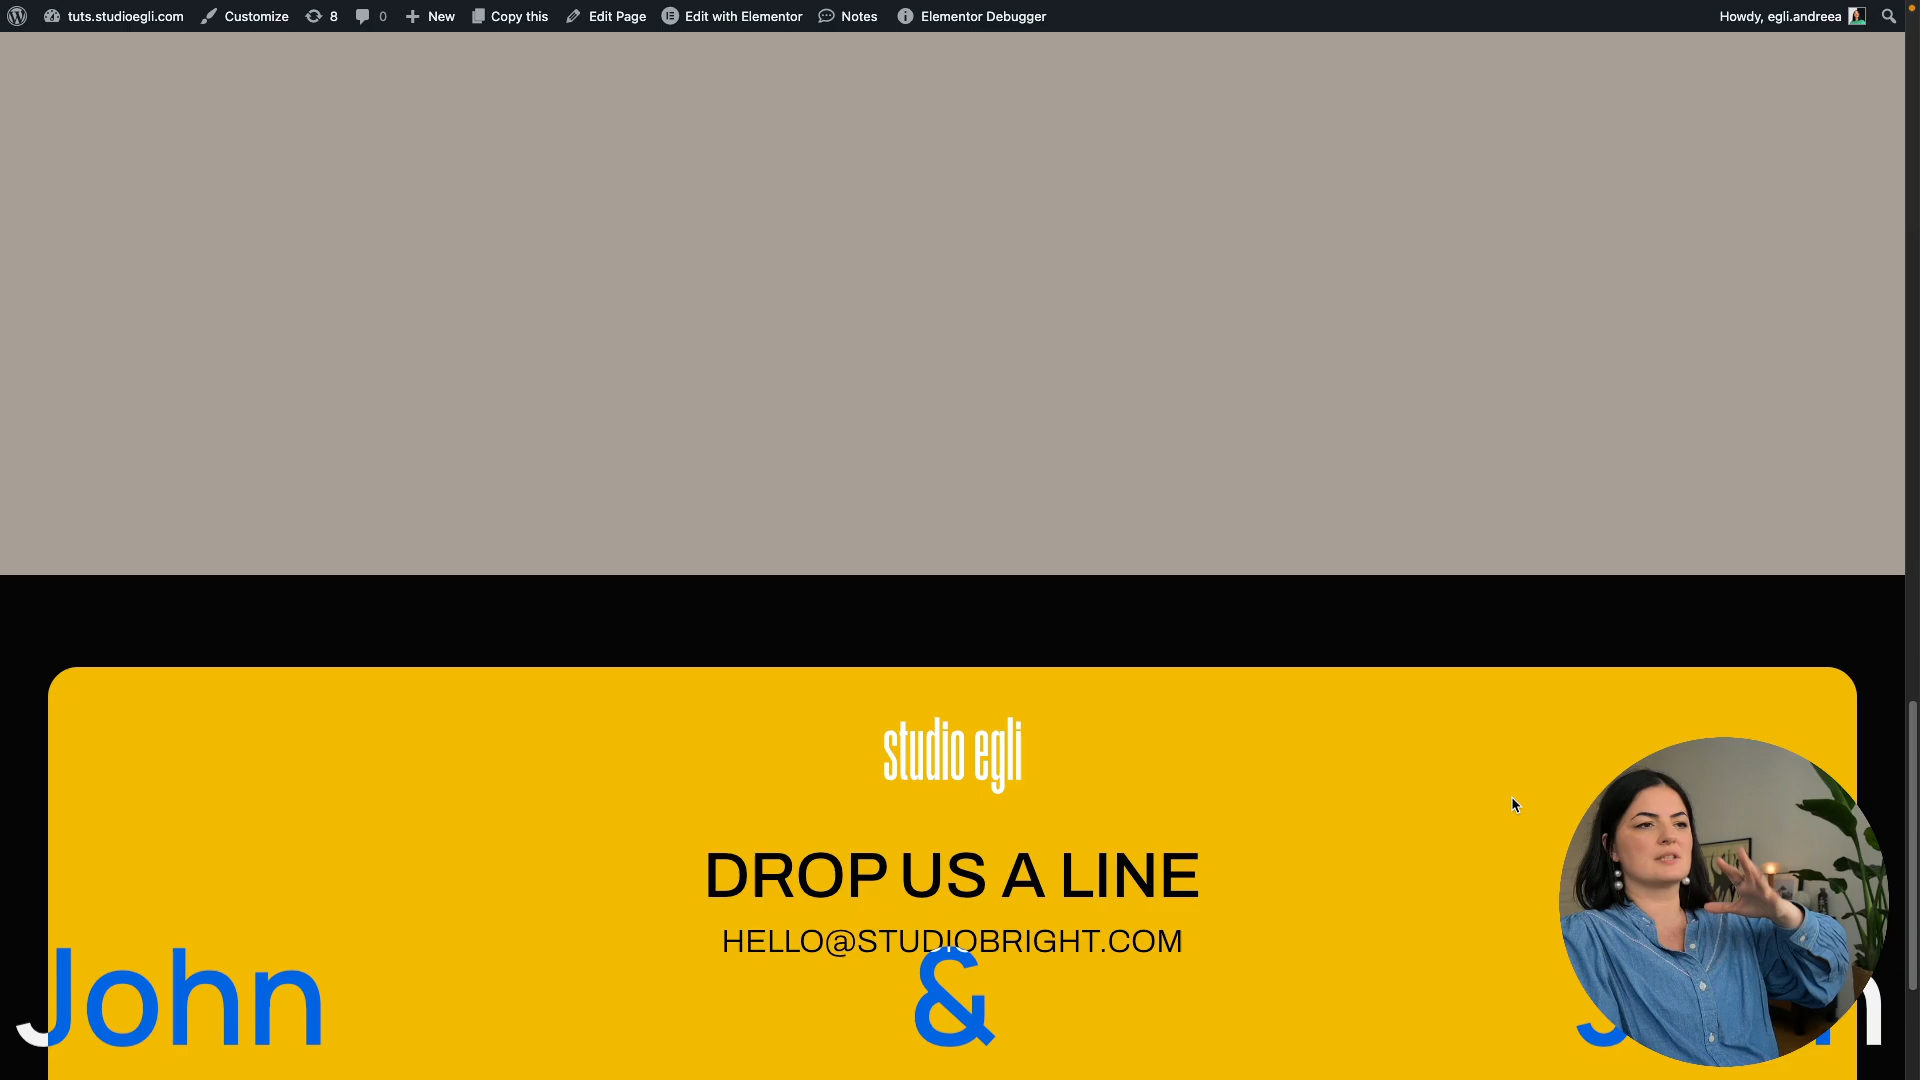 tuts.studioegli.com Customize 8 0 New Copy this Edit Page Edit with Elementor Notes Elementor Debugger Howdy, egli.andreea
studio egli
DROP US A LINE
HELLO@STUDIOBRIGHT.COM
John &